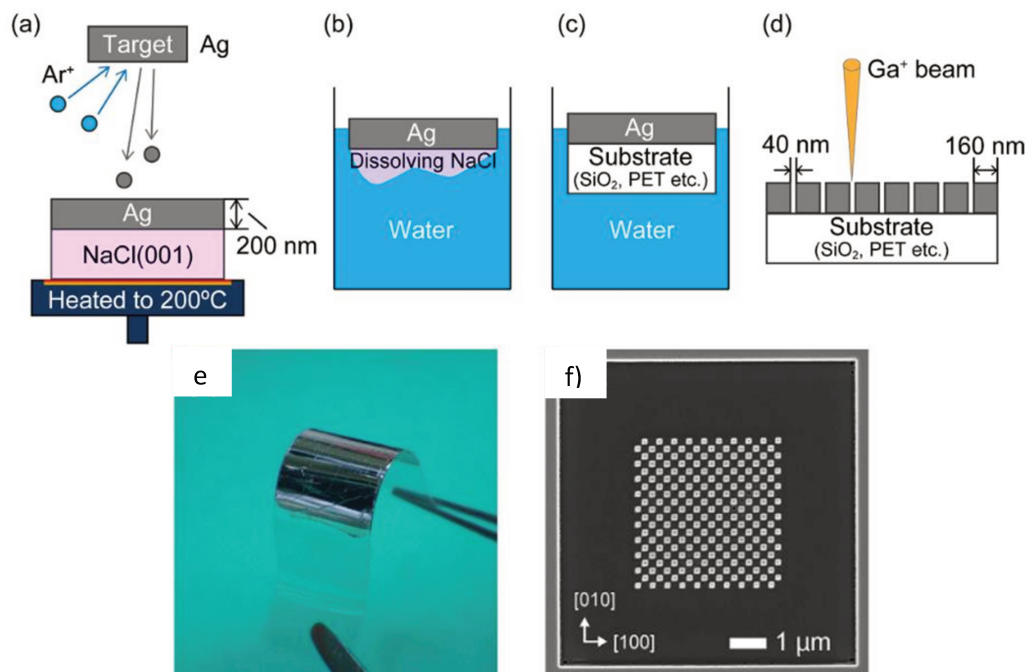 (a)
Target Ag
Ar⁺
Ag
200 nm
NaCl(001)
Heated to 200ºC
(b)
Ag
Dissolving NaCl
Water
(c)
Ag
Substrate
(SiO₂, PET etc.)
Water
(d)
Ga⁺ beam
40 nm
160 nm
Substrate
(SiO₂, PET etc.)
e
f)
[010]
[100]
1 μm